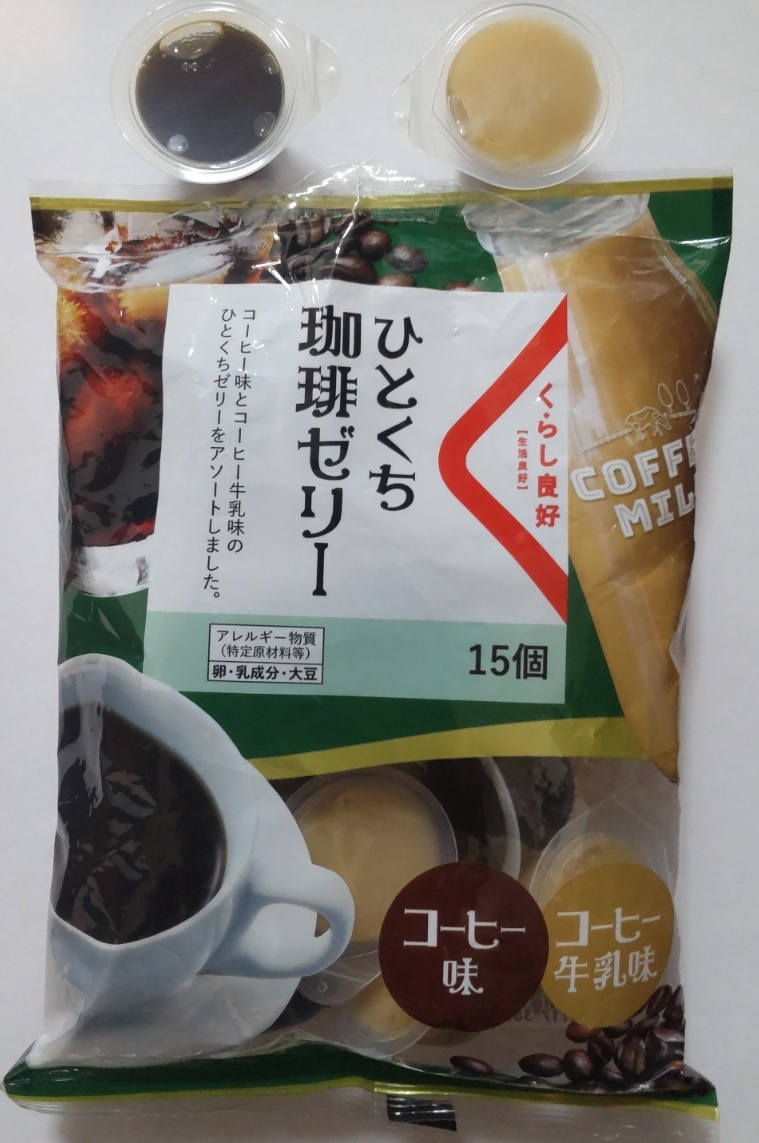 くらし良好
【生活良好】
ひとくち
珈琲ゼリー
コーヒー味とコーヒー牛乳味の
ひとくちゼリーをアソートしました。
アレルギー物質
（特定原材料等）
卵・乳成分・大豆
15個
COFFE
MIL
コーヒー
味
コーヒー
牛乳味